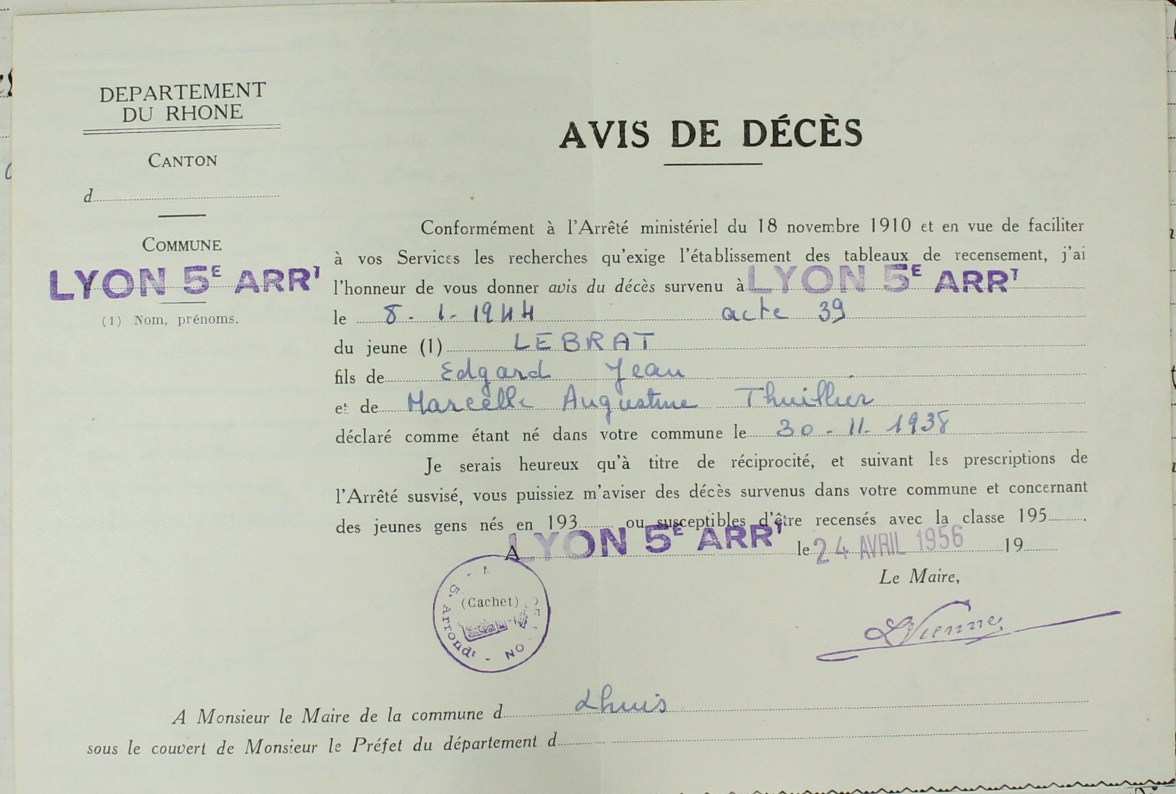 DEPARTEMENT
DU RHONE
CANTON
d
COMMUNE
LYON 5E ARRT
(1) Nom, prénoms.
AVIS DE DÉCÈS
Conformément à l'Arrêté ministériel du 18 novembre 1910 et en vue de faciliter
à vos Services les recherches qu'exige l'établissement des tableaux de recensement, j'ai
l'honneur de vous donner avis du décès survenu à LYON 5E ARRT
le 8-1-1944 acte 39
du jeune (1) LEBRAT
fils de Edgard Jean
et de Marcelle Augustine Thuillier
déclaré comme étant né dans votre commune le 30-11-1938
Je serais heureux qu'à titre de réciprocité, et suivant les prescriptions de
l'Arrêté susvisé, vous puissiez m'aviser des décès survenus dans votre commune et concernant
des jeunes gens nés en 193 ou susceptibles d'être recensés avec la classe 195 .
A LYON 5E ARRT le 24 AVRIL 1956 19
Le Maire,
(Cachet)
5. Arrondt
Vienne
A Monsieur le Maire de la commune d Lhuis
sous le couvert de Monsieur le Préfet du département d